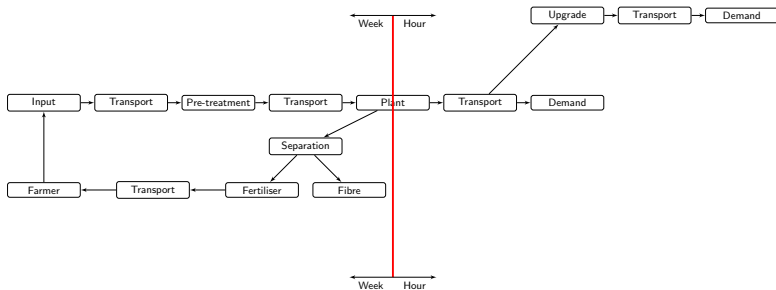 Upgrade Transport Demand
Week Hour
Input Transport Pre-treatment Transport Plant Transport Demand
Separation
Farmer Transport Fertiliser Fibre
Week Hour